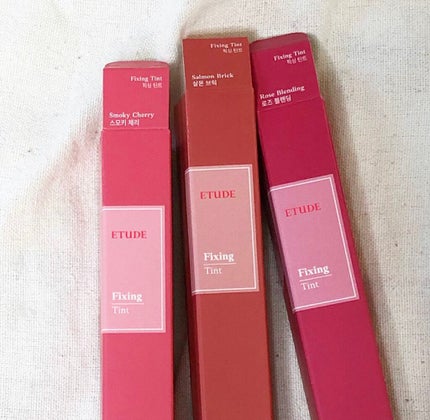 Fixing Tint
픽싱 틴트
Smoky Cherry
스모키 체리
ETUDE
Fixing
Tint
Fixing Tint
픽싱 틴트
Salmon Brick
살몬 브릭
ETUDE
Fixing
Tint
Fixing Tint
픽싱 틴트
Rose Blending
로즈 블렌딩
ETUDE
Fixing
Tint